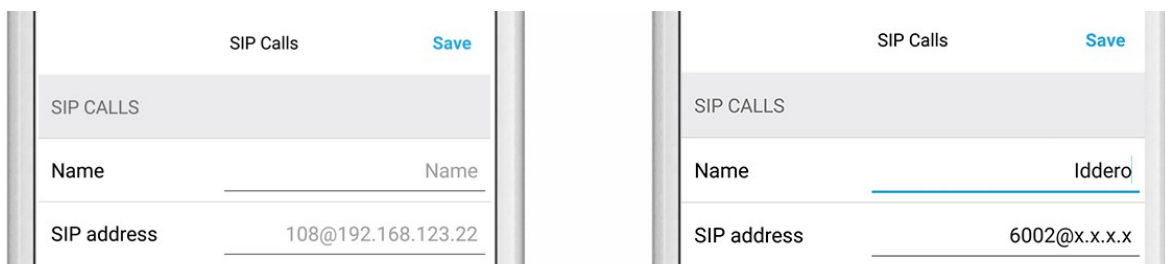 SIP Calls Save
SIP CALLS
Name Name
SIP address 108@192.168.123.22
SIP Calls Save
SIP CALLS
Name Iddero
SIP address 6002@x.x.x.x